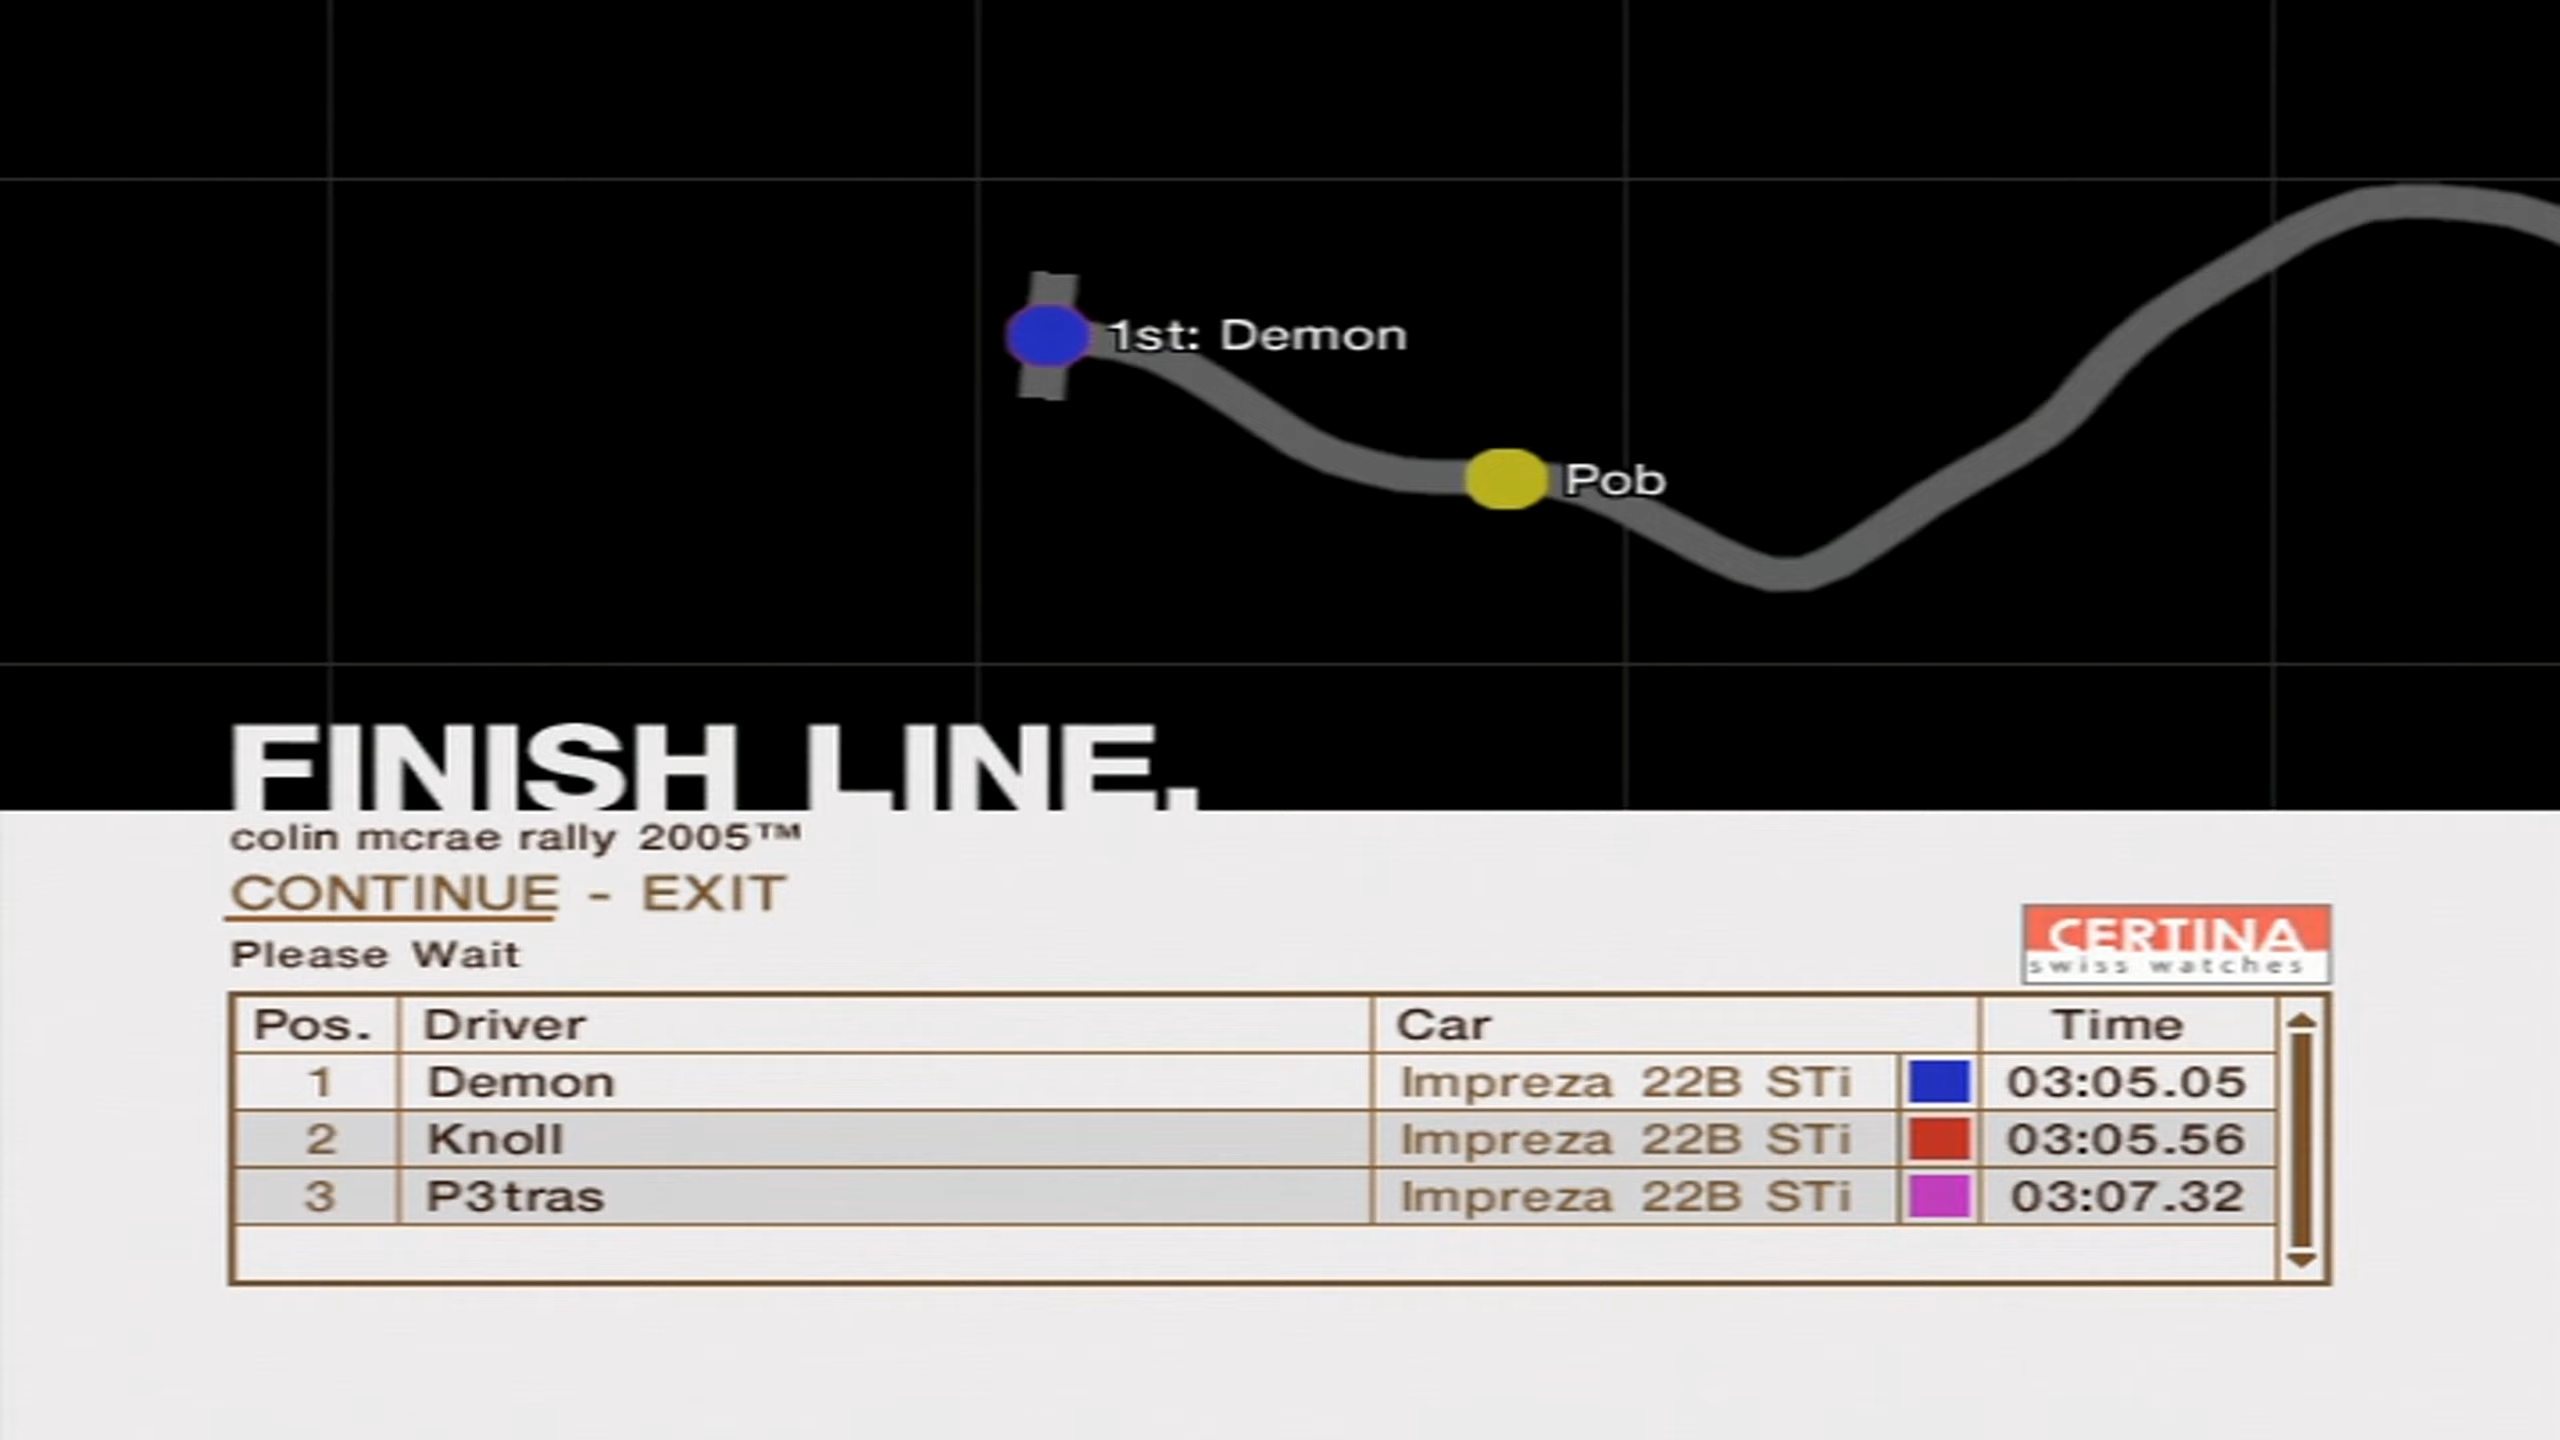 1st: Demon
Pob
FINISH LINE.
colin mcrae rally 2005™
CONTINUE - EXIT
Please Wait
CERTINA
swiss watches
Pos. Driver Car Time
1 Demon Impreza 22B STi 03:05.05
2 Knoll Impreza 22B STi 03:05.56
3 P3tras Impreza 22B STi 03:07.32